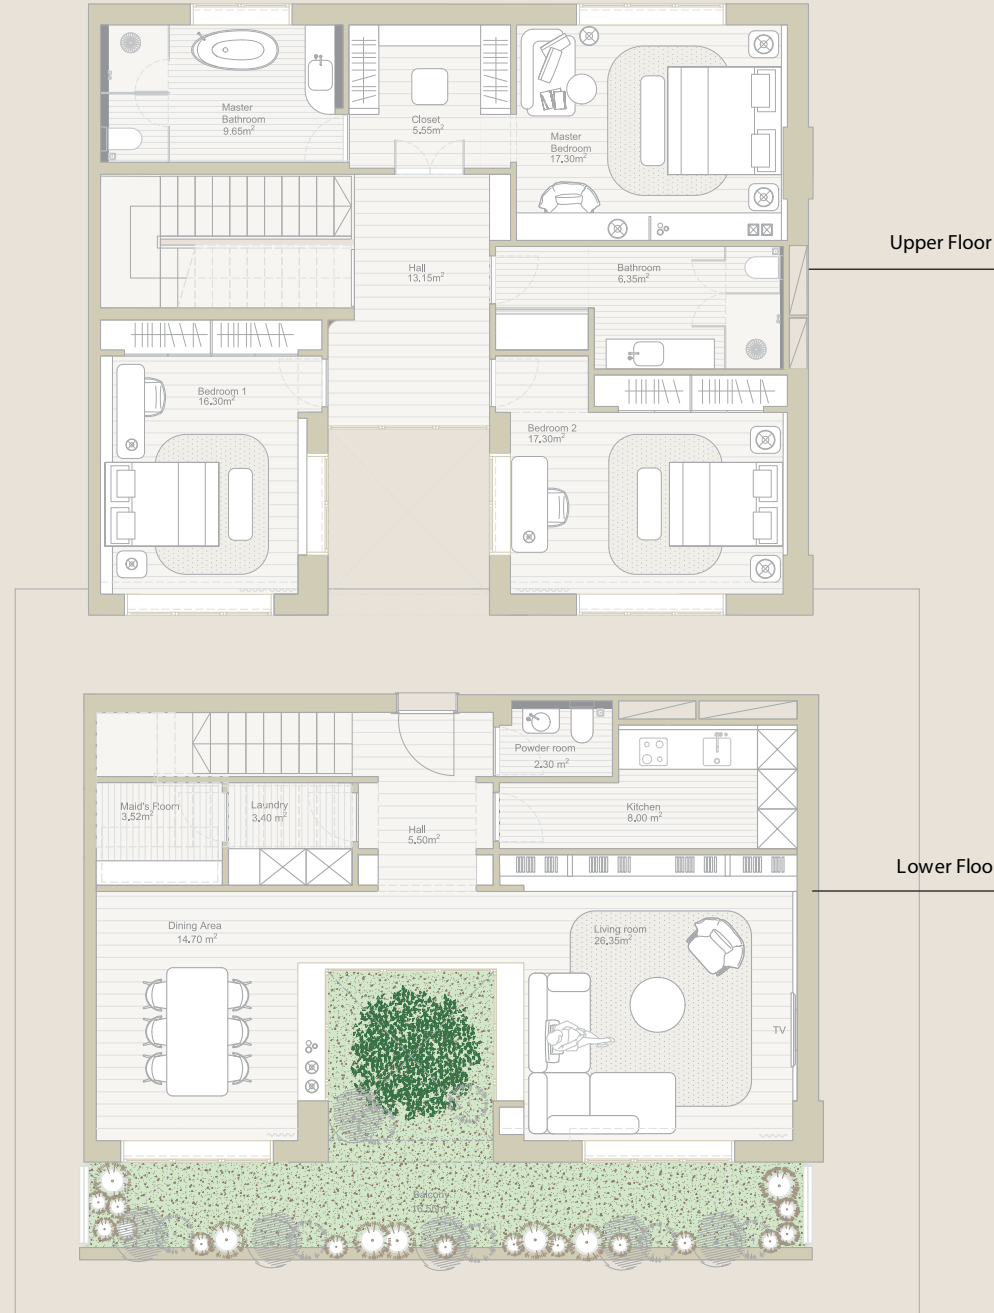 Master
Bathroom
9.65m²
Closet
5.55m²
Master
Bedroom
17.30m²
Upper Floor
Hall
13.15m²
Bathroom
6.35m²
Bedroom 1
16.30m²
Bedroom 2
17.30m²
Powder room
2.30 m²
Maid's Room
3.52m²
Laundry
3.40 m²
Hall
5.50m²
Kitchen
8.00 m²
Lower Floo
Dining Area
14.70 m²
Living room
26.35m²
TV
Balcony